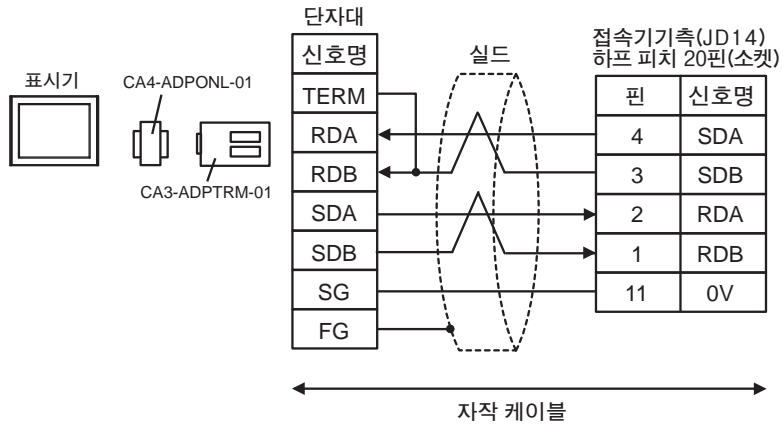 표시기
CA4-ADPONL-01
CA3-ADPTRM-01
단자대
신호명
TERM
RDA
RDB
SDA
SDB
SG
FG
실드
접속기기측(JD14)
하프 피치 20핀(소켓)
핀 신호명
4 SDA
3 SDB
2 RDA
1 RDB
11 0V
자작 케이블